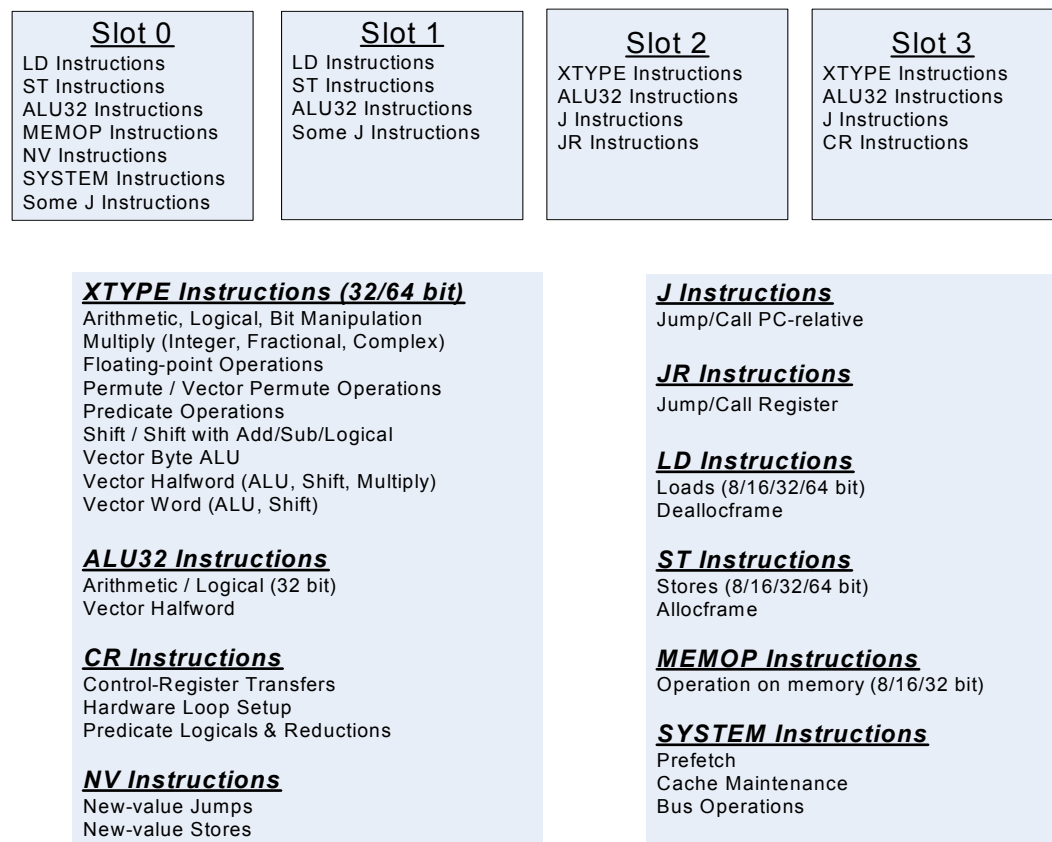 Slot 0
LD Instructions
ST Instructions
ALU32 Instructions
MEMOP Instructions
NV Instructions
SYSTEM Instructions
Some J Instructions
Slot 1
LD Instructions
ST Instructions
ALU32 Instructions
Some J Instructions
Slot 2
XTYPE Instructions
ALU32 Instructions
J Instructions
JR Instructions
Slot 3
XTYPE Instructions
ALU32 Instructions
J Instructions
CR Instructions
XTYPE Instructions (32/64 bit)
Arithmetic, Logical, Bit Manipulation
Multiply (Integer, Fractional, Complex)
Floating-point Operations
Permute / Vector Permute Operations
Predicate Operations
Shift / Shift with Add/Sub/Logical
Vector Byte ALU
Vector Halfword (ALU, Shift, Multiply)
Vector Word (ALU, Shift)
ALU32 Instructions
Arithmetic / Logical (32 bit)
Vector Halfword
CR Instructions
Control-Register Transfers
Hardware Loop Setup
Predicate Logicals & Reductions
NV Instructions
New-value Jumps
New-value Stores
J Instructions
Jump/Call PC-relative
JR Instructions
Jump/Call Register
LD Instructions
Loads (8/16/32/64 bit)
Deallocframe
ST Instructions
Stores (8/16/32/64 bit)
Allocframe
MEMOP Instructions
Operation on memory (8/16/32 bit)
SYSTEM Instructions
Prefetch
Cache Maintenance
Bus Operations